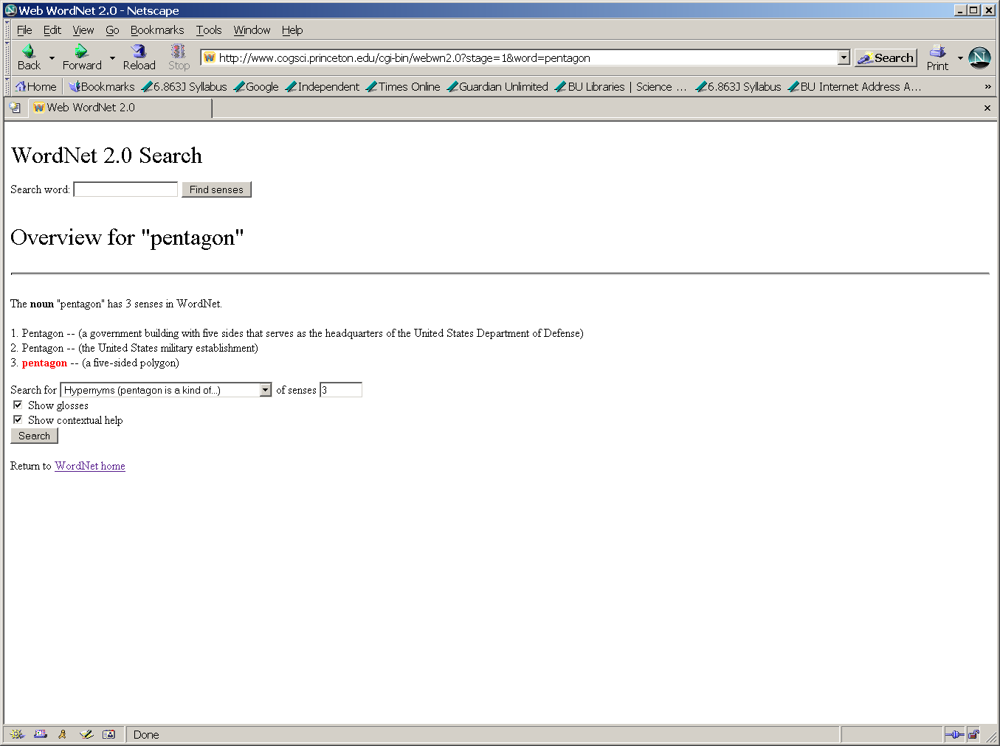 Web WordNet 2.0 - Netscape
File Edit View Go Bookmarks Tools Window Help
Back Forward Reload Stop http://www.cogsci.princeton.edu/cgi-bin/webwn2.0?stage=1&word=pentagon Search Print
Home Bookmarks 6.863J Syllabus Google Independent Times Online Guardian Unlimited BU Libraries | Science ... 6.863J Syllabus BU Internet Address A... »
Web WordNet 2.0
WordNet 2.0 Search
Search word: Find senses
Overview for "pentagon"
The noun "pentagon" has 3 senses in WordNet.
1. Pentagon -- (a government building with five sides that serves as the headquarters of the United States Department of Defense)
2. Pentagon -- (the United States military establishment)
3. pentagon -- (a five-sided polygon)
Search for Hypernyms (pentagon is a kind of...) of senses 3
Show glosses
Show contextual help
Search
Return to WordNet home
Done